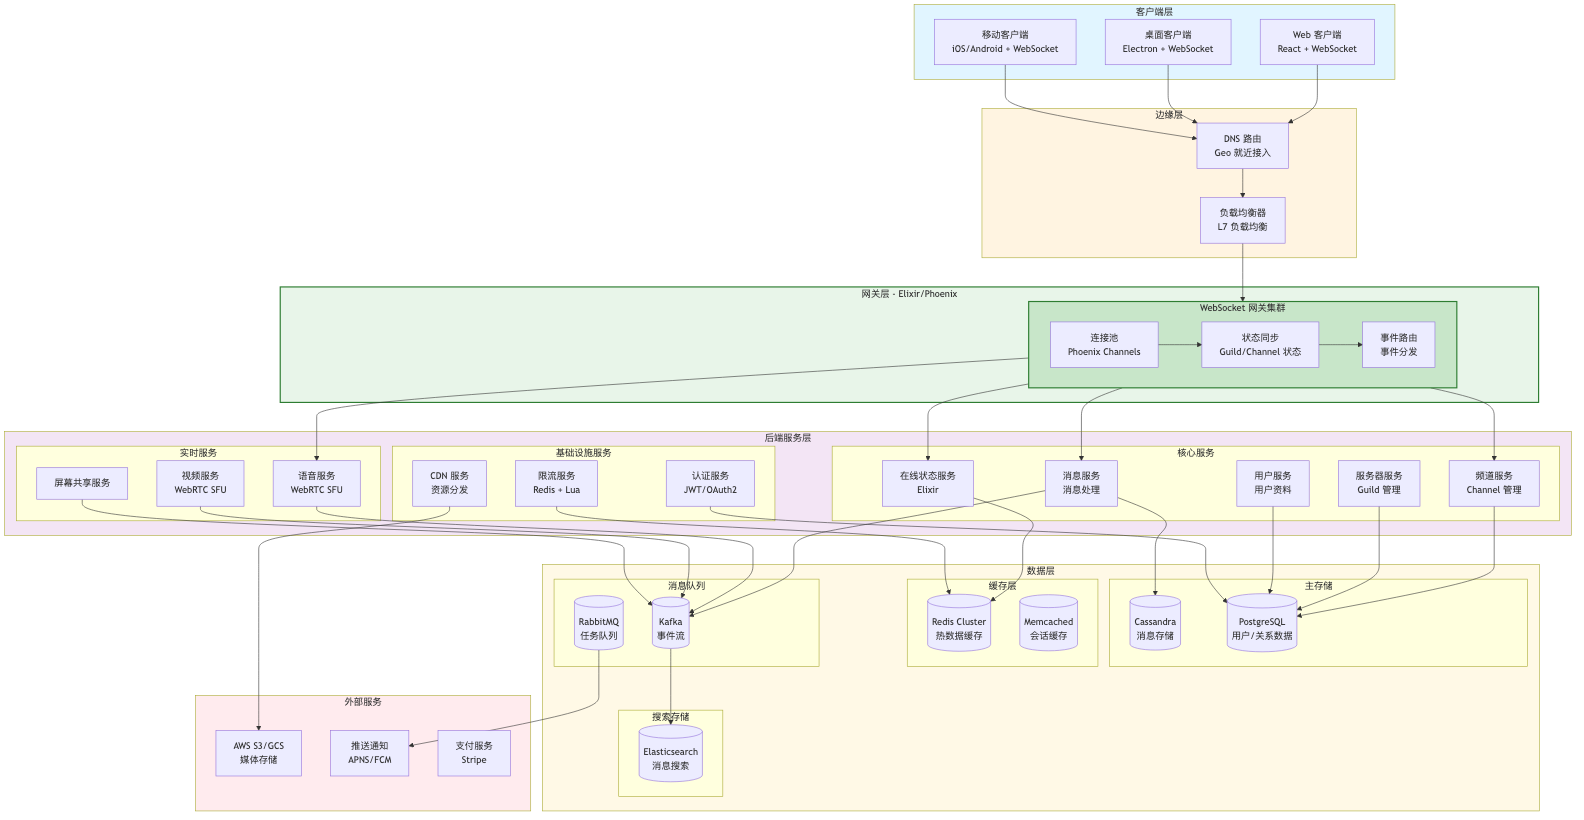 客户端层
移动客户端
iOS/Android + WebSocket
桌面客户端
Electron + WebSocket
Web 客户端
React + WebSocket
边缘层
DNS 路由
Geo 就近接入
负载均衡器
L7 负载均衡
网关层 - Elixir/Phoenix
WebSocket 网关集群
连接池
Phoenix Channels
状态同步
Guild/Channel 状态
事件路由
事件分发
后端服务层
实时服务
屏幕共享服务
视频服务
WebRTC SFU
语音服务
WebRTC SFU
基础设施服务
CDN 服务
资源分发
限流服务
Redis + Lua
认证服务
JWT/OAuth2
核心服务
在线状态服务
Elixir
消息服务
消息处理
用户服务
用户资料
服务器服务
Guild 管理
频道服务
Channel 管理
数据层
消息队列
RabbitMQ
任务队列
Kafka
事件流
缓存层
Redis Cluster
热数据缓存
Memcached
会话缓存
主存储
Cassandra
消息存储
PostgreSQL
用户/关系数据
搜索存储
Elasticsearch
消息搜索
外部服务
AWS S3/GCS
媒体存储
推送通知
APNS/FCM
支付服务
Stripe